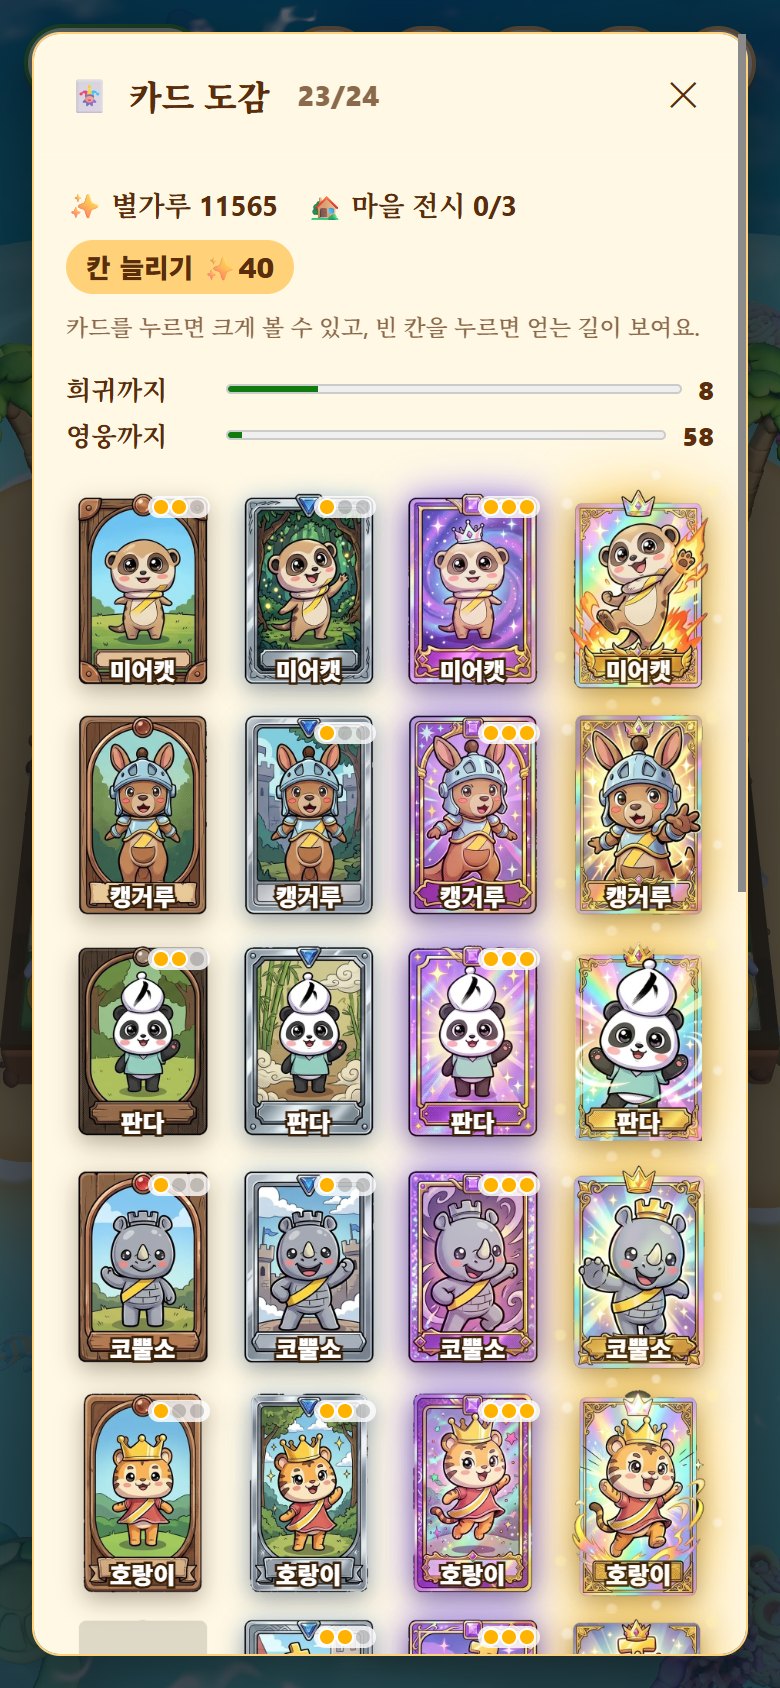 카드 도감 23/24
별가루 11565 마을 전시 0/3
칸 늘리기 ✨ 40
카드를 누르면 크게 볼 수 있고, 빈 칸을 누르면 얻는 길이 보여요.
희귀까지 8
영웅까지 58
미어캣 미어캣 미어캣 미어캣
캥거루 캥거루 캥거루 캥거루
판다 판다 판다 판다
코뿔소 코뿔소 코뿔소 코뿔소
호랑이 호랑이 호랑이 호랑이